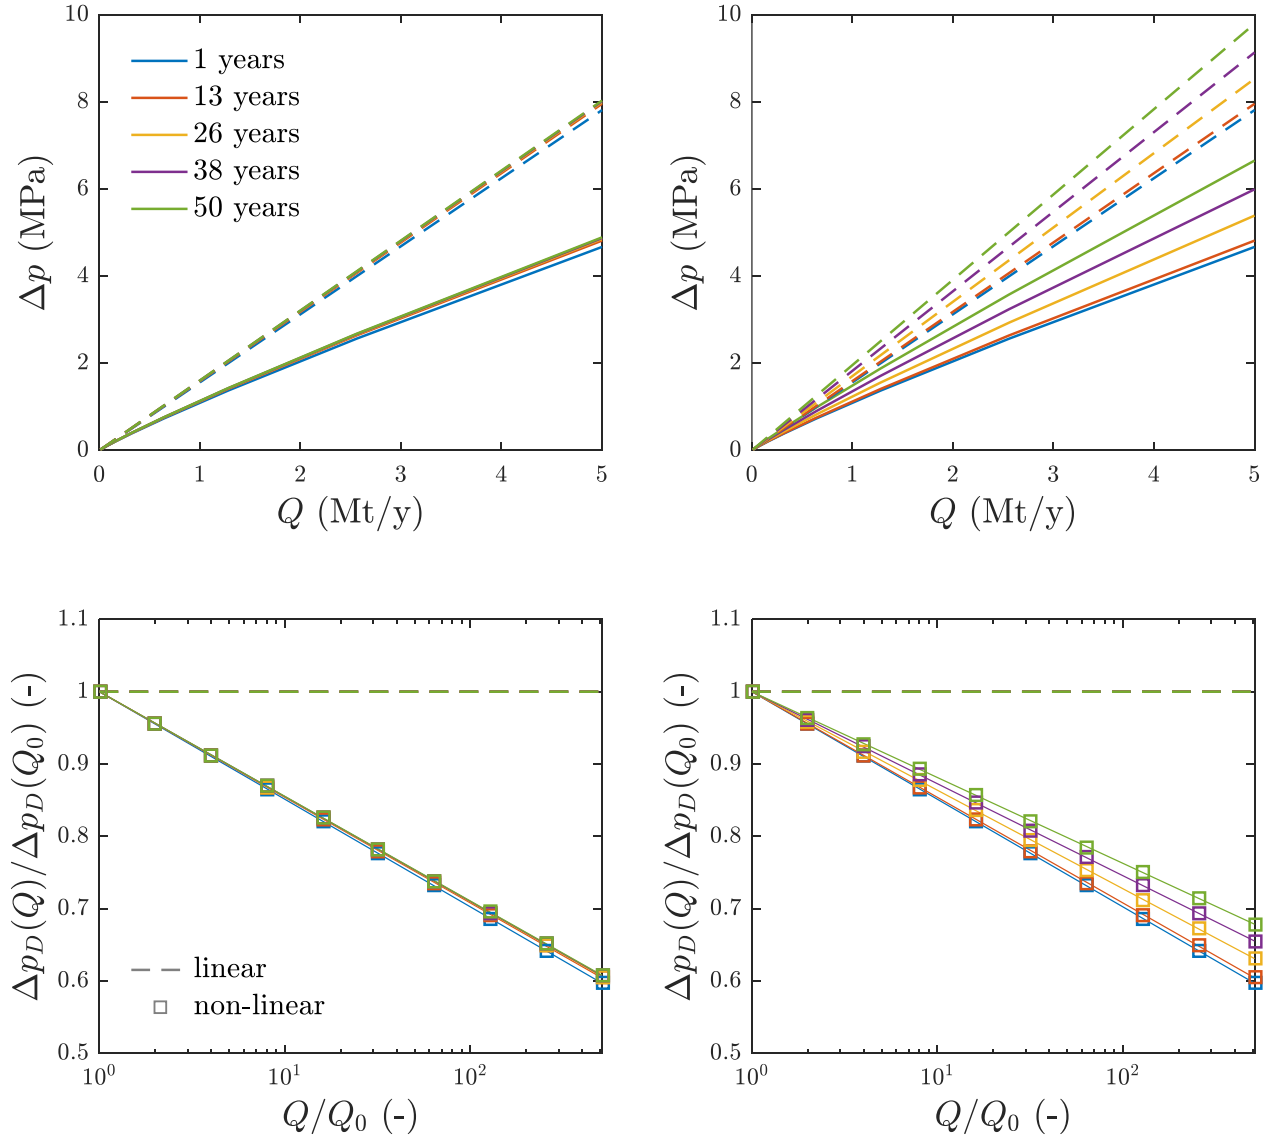 10
8
6
4
2
0
Δp (MPa)
1 years
13 years
26 years
38 years
50 years
0 1 2 3 4 5
Q (Mt/y)
10
8
6
4
2
0
Δp (MPa)
0 1 2 3 4 5
Q (Mt/y)
1.1
1
0.9
0.8
0.7
0.6
0.5
Δp_D(Q)/Δp_D(Q_0) (-)
linear
non-linear
10^0 10^1 10^2
Q/Q_0 (-)
1.1
1
0.9
0.8
0.7
0.6
0.5
Δp_D(Q)/Δp_D(Q_0) (-)
10^0 10^1 10^2
Q/Q_0 (-)